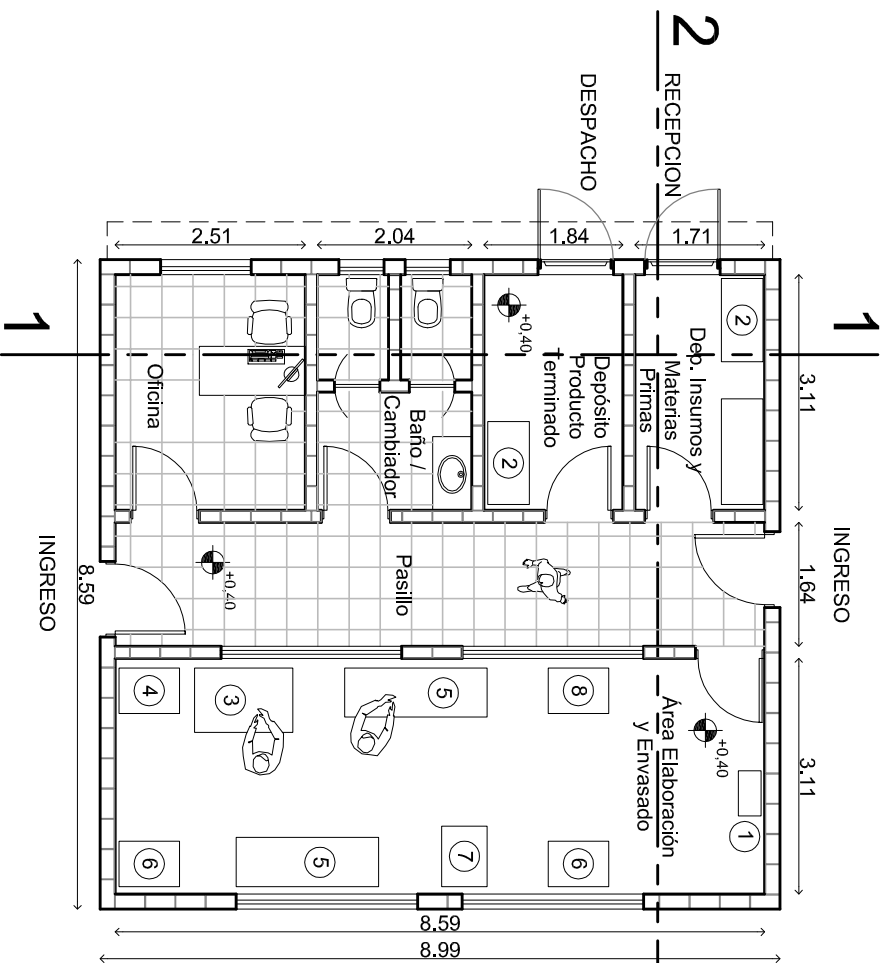 2
RECEPCION
DESPACHO
2.51
2.04
1.84
1.71
1
1
3.11
1.64
3.11
INGRESO
INGRESO
8.59
Oficina
Baño /
Cambiador
Depósito
Producto
Terminado
+0,40
2
Dep. Insumos y
Materias
Primas
2
Pasillo
+0,40
Área Elaboración
y Envasado
+0,40
1
4
3
5
8
6
5
7
6
8.59
8.99